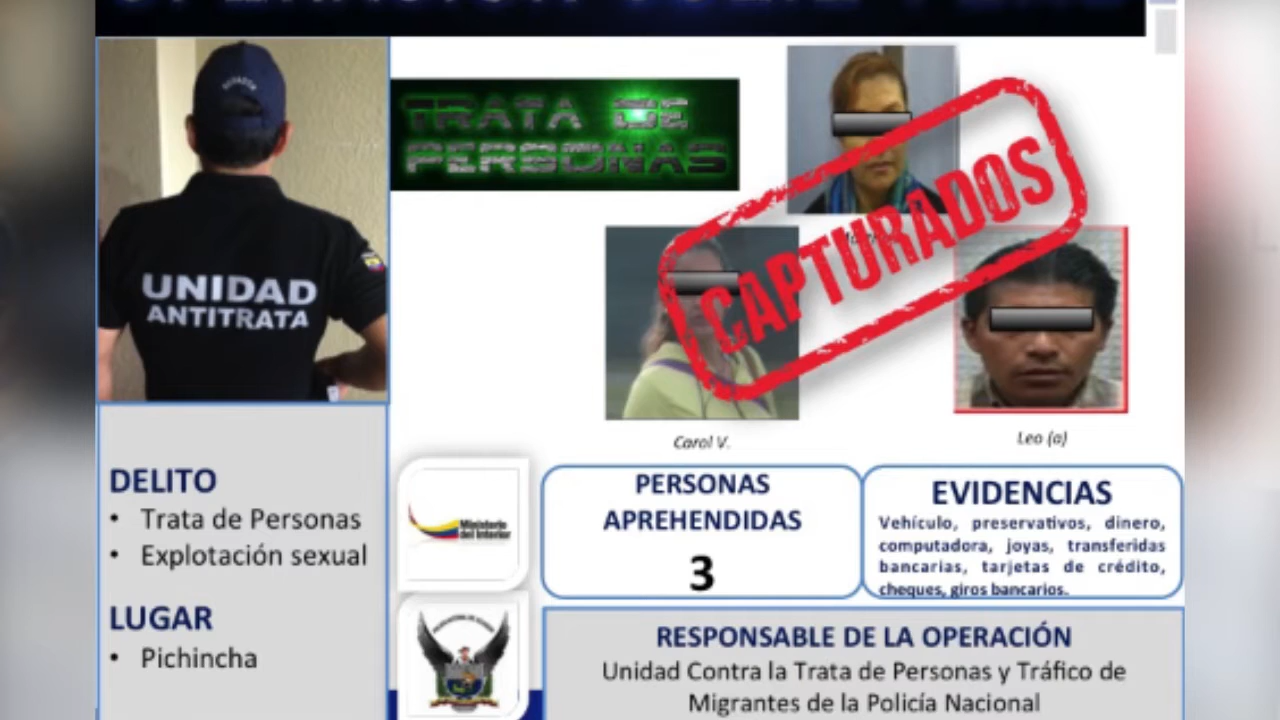 ECUADOR
UNIDAD
ANTITRATA
TRATA DE
PERSONAS
CAPTURADOS
Carol V.
Leo (a)
DELITO
• Trata de Personas
• Explotación sexual
LUGAR
• Pichincha
Ministerio
del Interior
PERSONAS
APREHENDIDAS
3
EVIDENCIAS
Vehículo, preservativos, dinero,
computadora, joyas, transferidas
bancarias, tarjetas de crédito,
cheques, giros bancarios.
RESPONSABLE DE LA OPERACIÓN
Unidad Contra la Trata de Personas y Tráfico de
Migrantes de la Policía Nacional